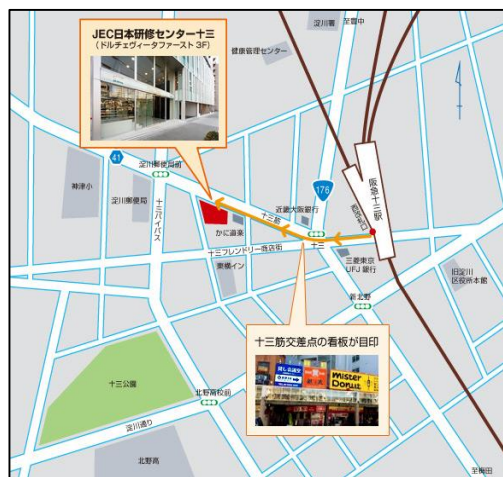 JEC日本研修センター十三
(ドルチェヴィータファースト 3F)
淀川署
至豊中
健康管理センター
41
淀川郵便局前
176
神津小
淀川郵便局
十三バイパス
十三筋
近畿大阪銀行
西改札口
阪急十三駅
かに道楽
十三
十三フレンドリー商店街
東横イン
三菱東京
UFJ 銀行
旧淀川
区役所本館
新北野
十三筋交差点の看板が目印
mister
Donut
十三公園
北野高校前
淀川通り
北野高
至梅田